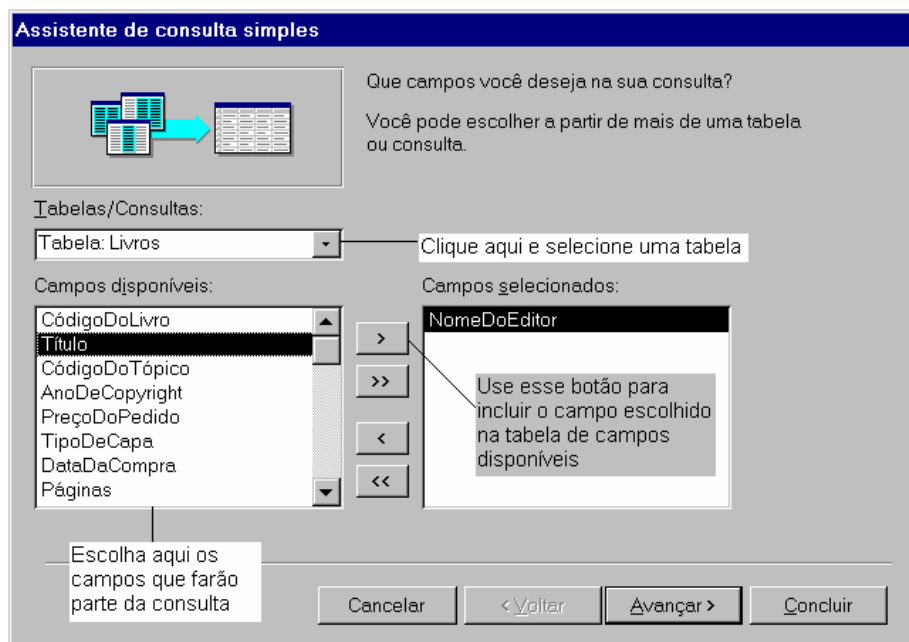 Assistente de consulta simples
Que campos você deseja na sua consulta?
Você pode escolher a partir de mais de uma tabela
ou consulta.
Tabelas/Consultas:
Tabela: Livros
Clique aqui e selecione uma tabela
Campos disponíveis:
Campos selecionados:
CódigoDoLivro
Título
CódigoDoTópico
AnoDeCopyright
PreçoDoPedido
TipoDeCapa
DataDaCompra
Páginas
>
>>
<
<<
NomeDoEditor
Use esse botão para
incluir o campo escolhido
na tabela de campos
disponíveis
Escolha aqui os
campos que farão
parte da consulta
Cancelar
< Voltar
Avançar >
Concluir